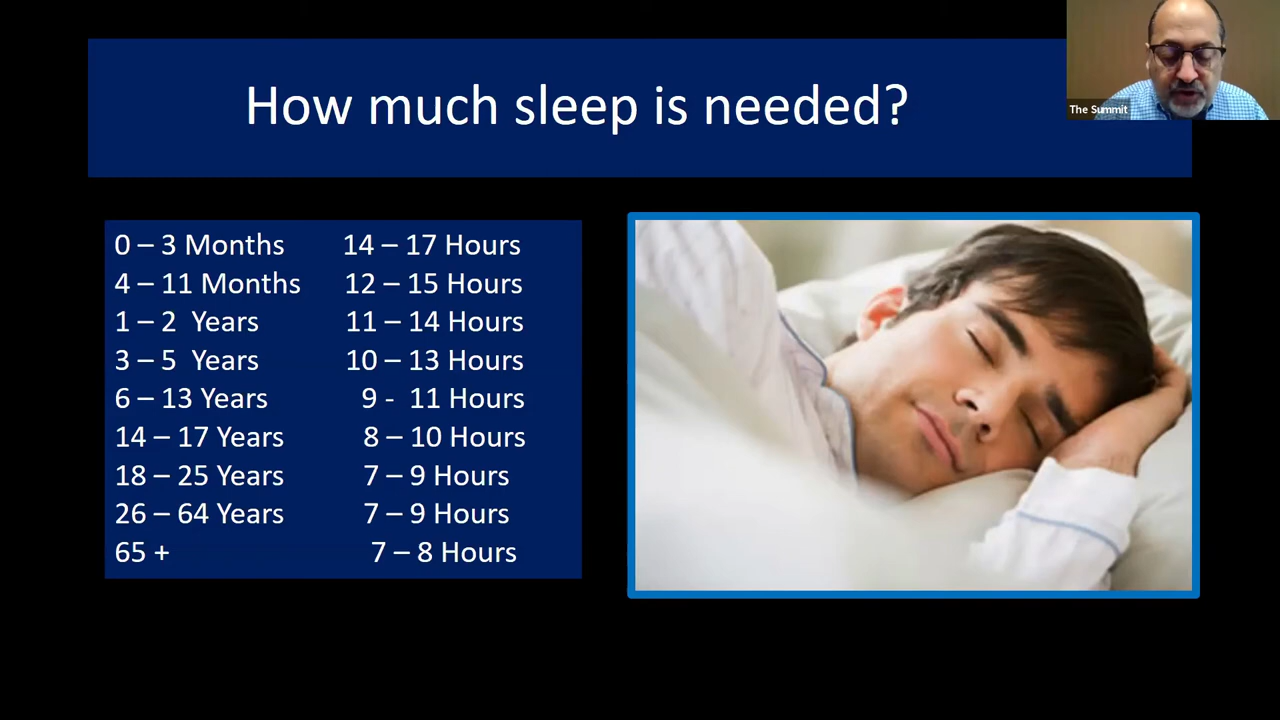 How much sleep is needed?
The Summit
0 – 3 Months 14 – 17 Hours
4 – 11 Months 12 – 15 Hours
1 – 2 Years 11 – 14 Hours
3 – 5 Years 10 – 13 Hours
6 – 13 Years 9 - 11 Hours
14 – 17 Years 8 – 10 Hours
18 – 25 Years 7 – 9 Hours
26 – 64 Years 7 – 9 Hours
65 + 7 – 8 Hours